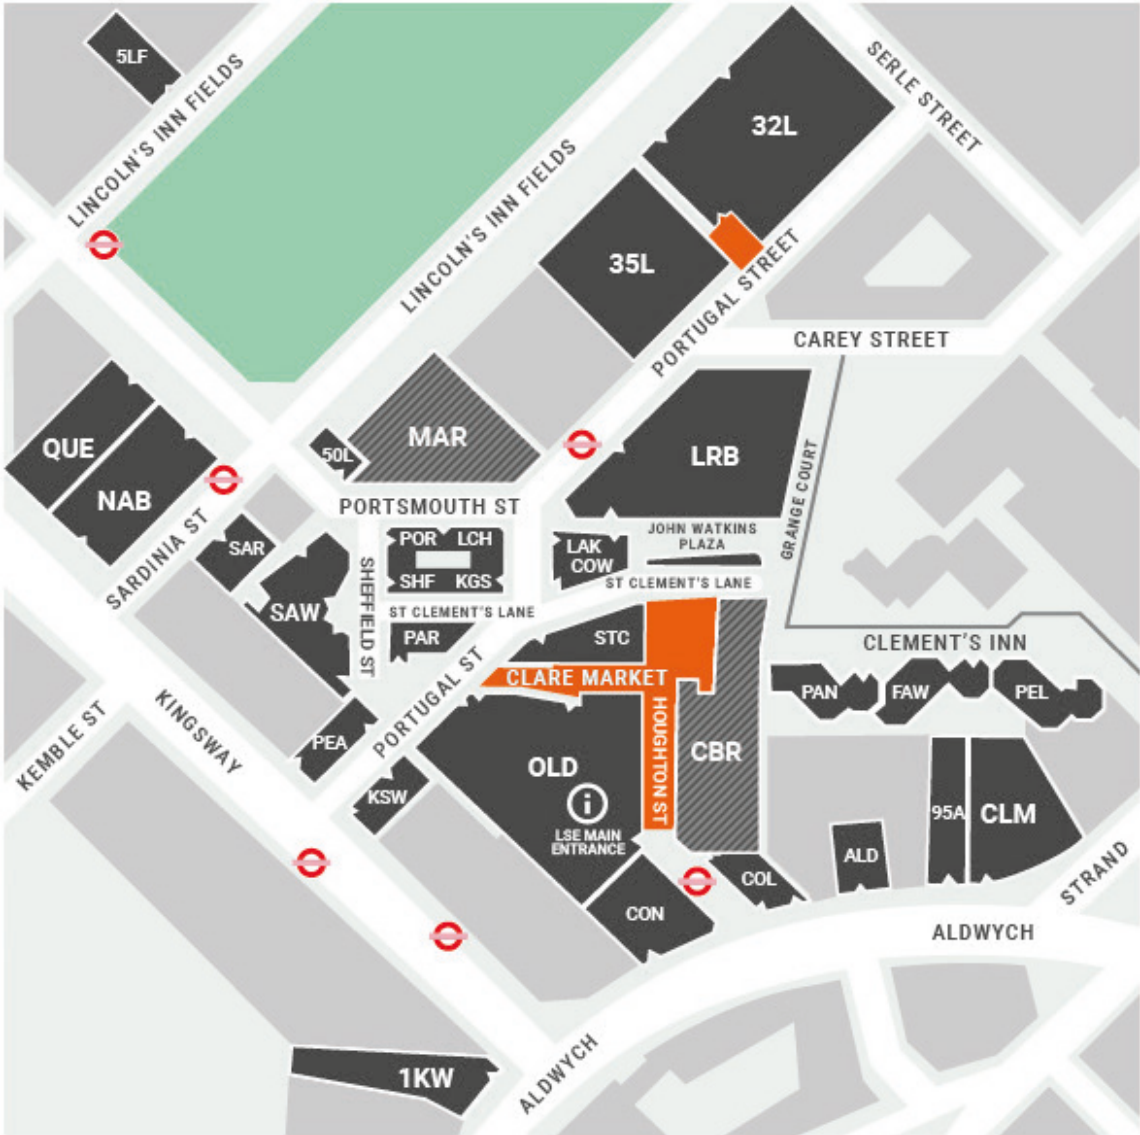 5LF
LINCOLN'S INN FIELDS
SERLE STREET
32L
LINCOLN'S INN FIELDS
35L
PORTUGAL STREET
CAREY STREET
QUE
NAB
MAR
50L
LRB
GRANGE COURT
PORTSMOUTH ST
SARDINIA ST
SAR
POR
LCH
SHF
KGS
LAK
COW
JOHN WATKINS
PLAZA
ST CLEMENT'S LANE
SAW
SHEFFIELD ST
ST CLEMENT'S LANE
PAR
STC
CLEMENT'S INN
CLARE MARKET
PAN
FAW
PEL
KEMBLE ST
KINGSWAY
PEA
PORTUGAL ST
HOUGHTON ST
CBR
OLD
KSW
i
LSE MAIN
ENTRANCE
95A
CLM
ALD
COL
STRAND
CON
ALDWYCH
1KW
ALDWYCH